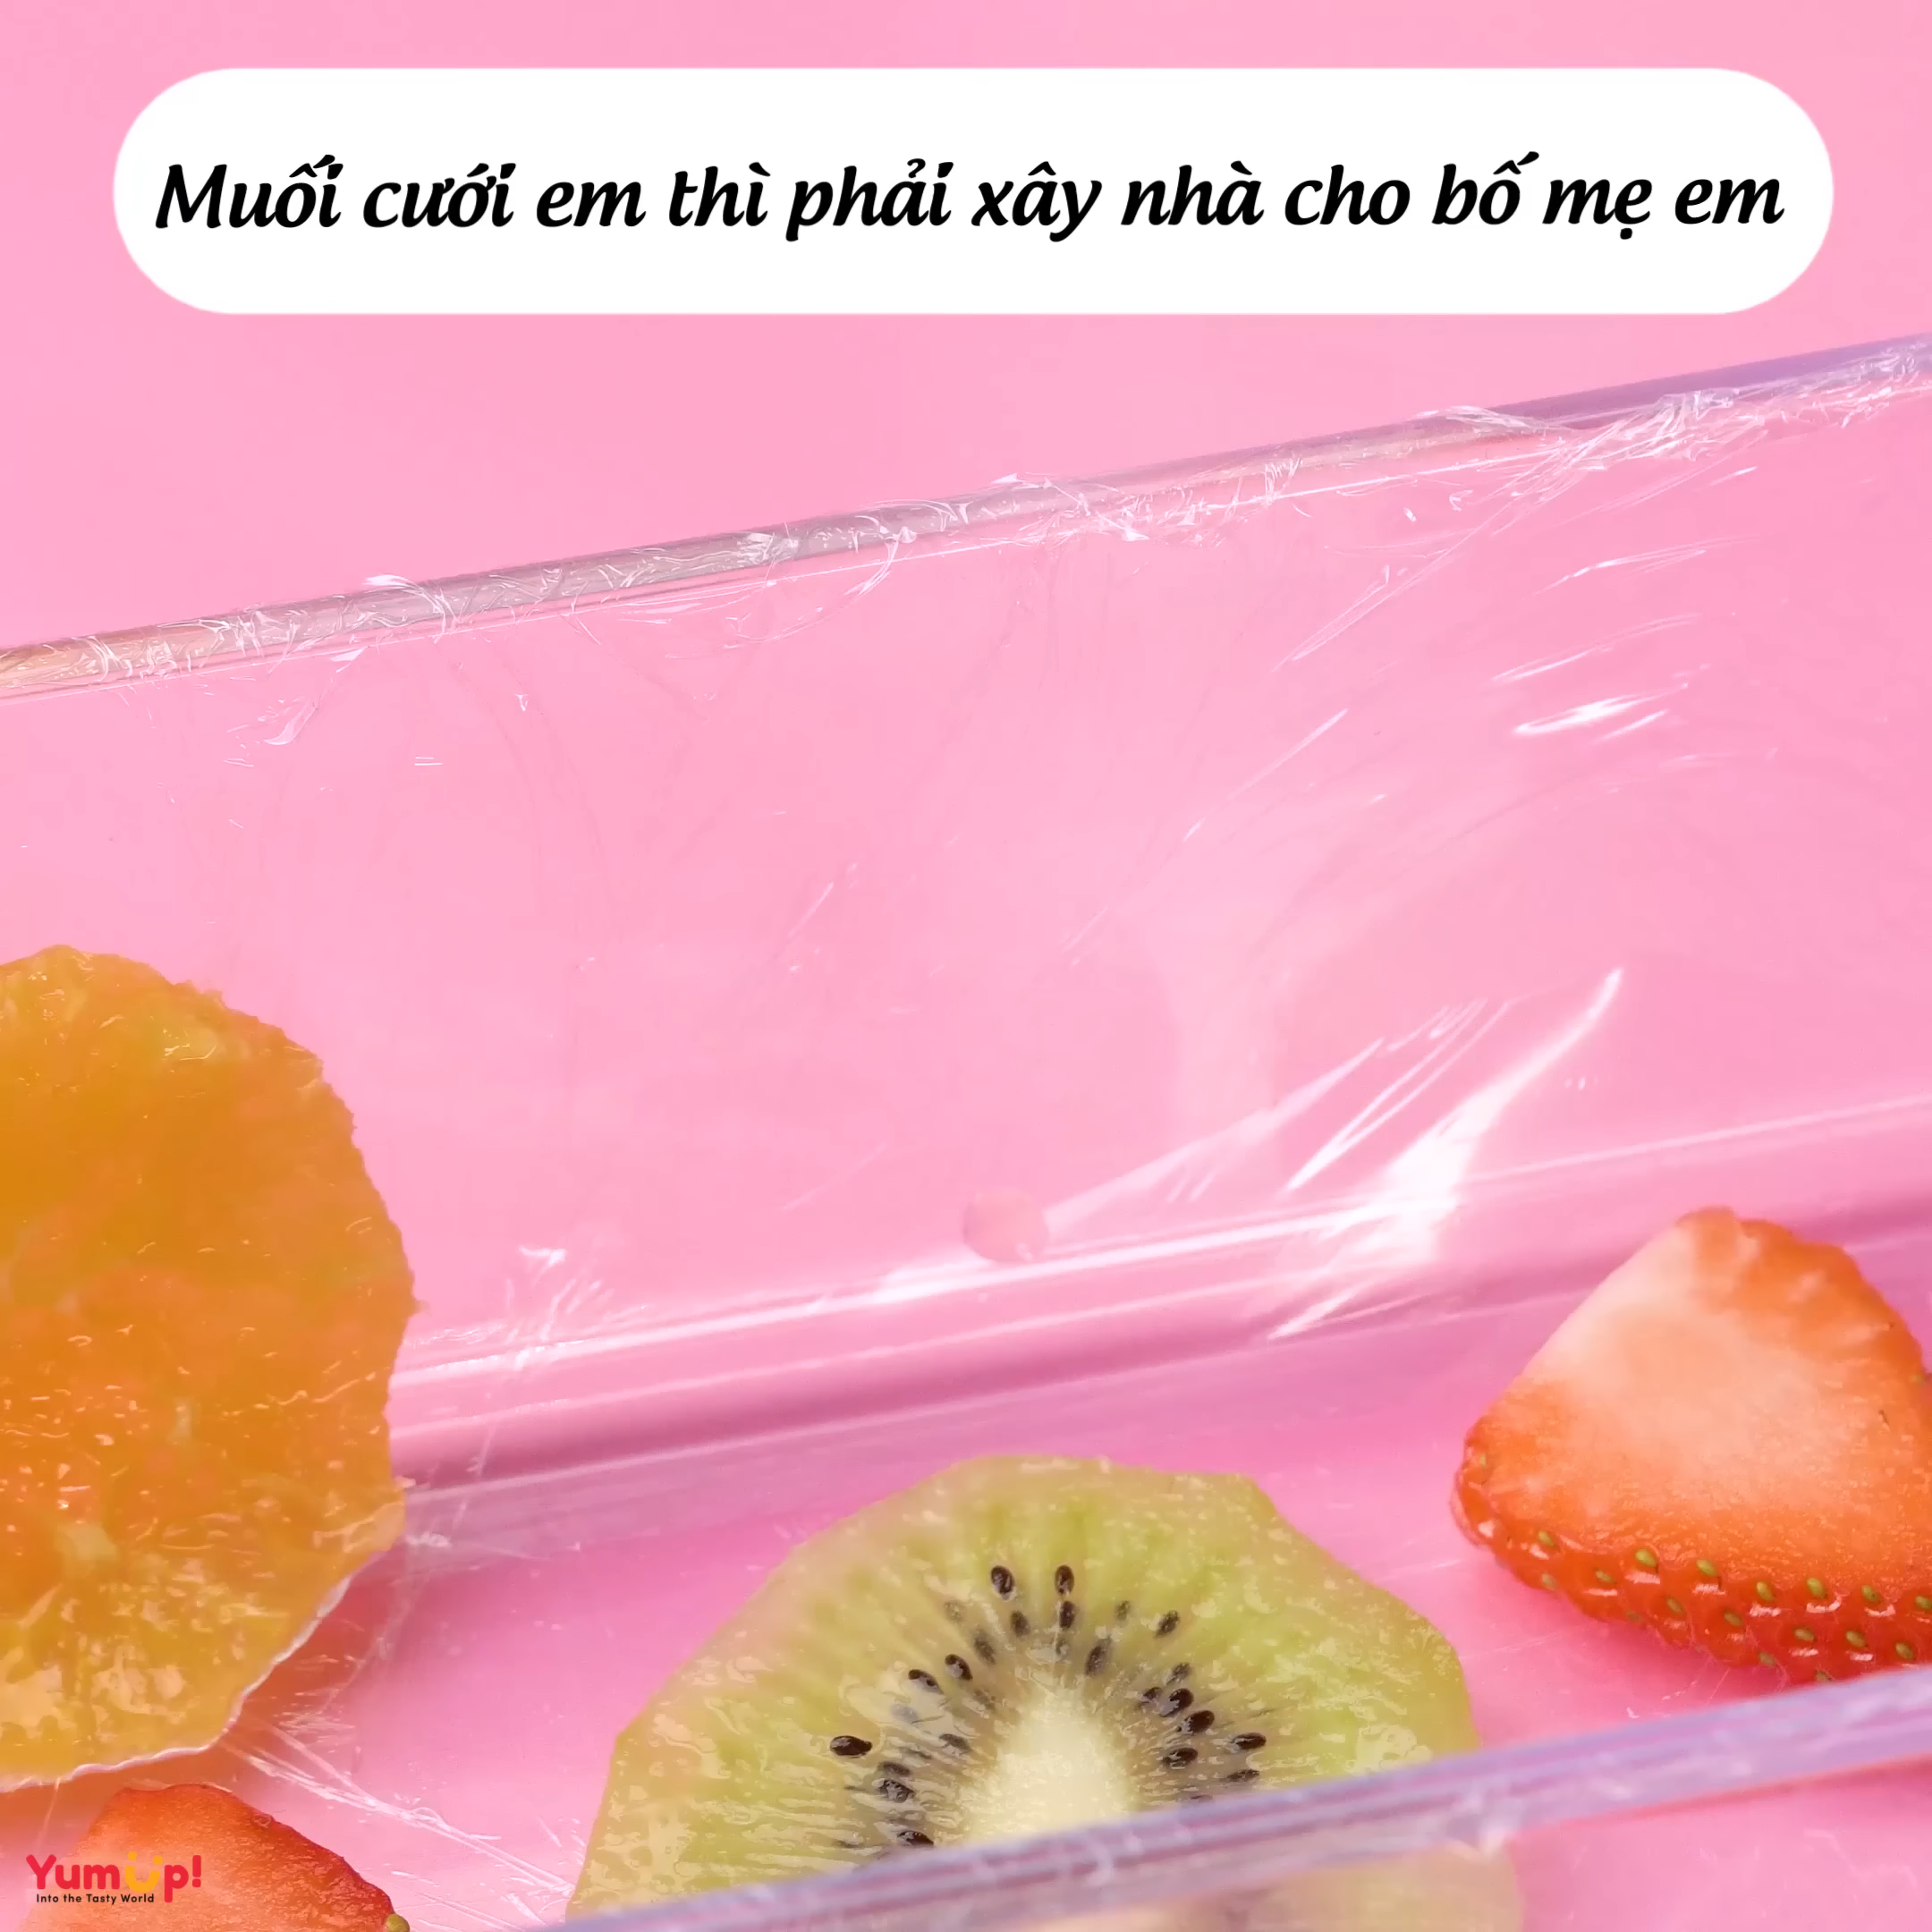 Muối cưới em thì phải xây nhà cho bố mẹ em
YumUp!
Into the Tasty World